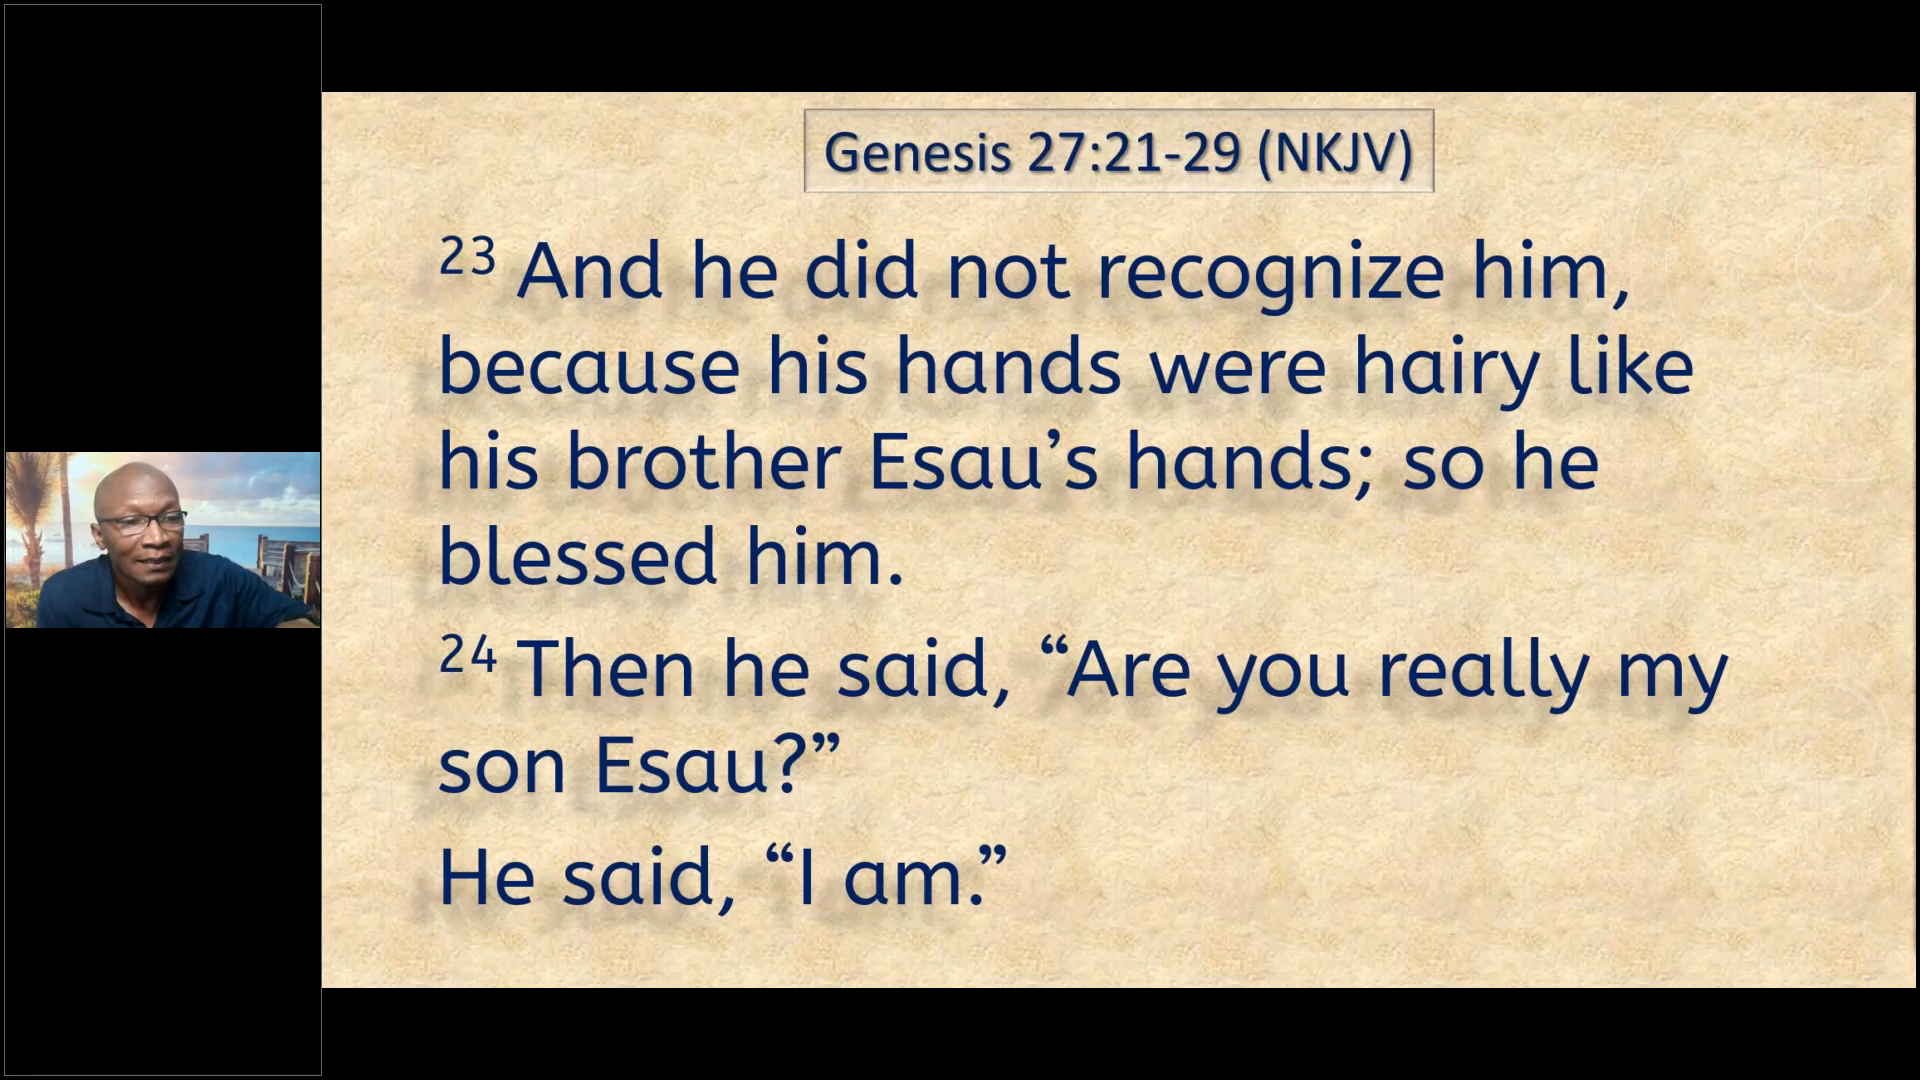 Genesis 27:21-29 (NKJV)
23 And he did not recognize him,
because his hands were hairy like
his brother Esau’s hands; so he
blessed him.
24 Then he said, “Are you really my
son Esau?”
He said, “I am.”